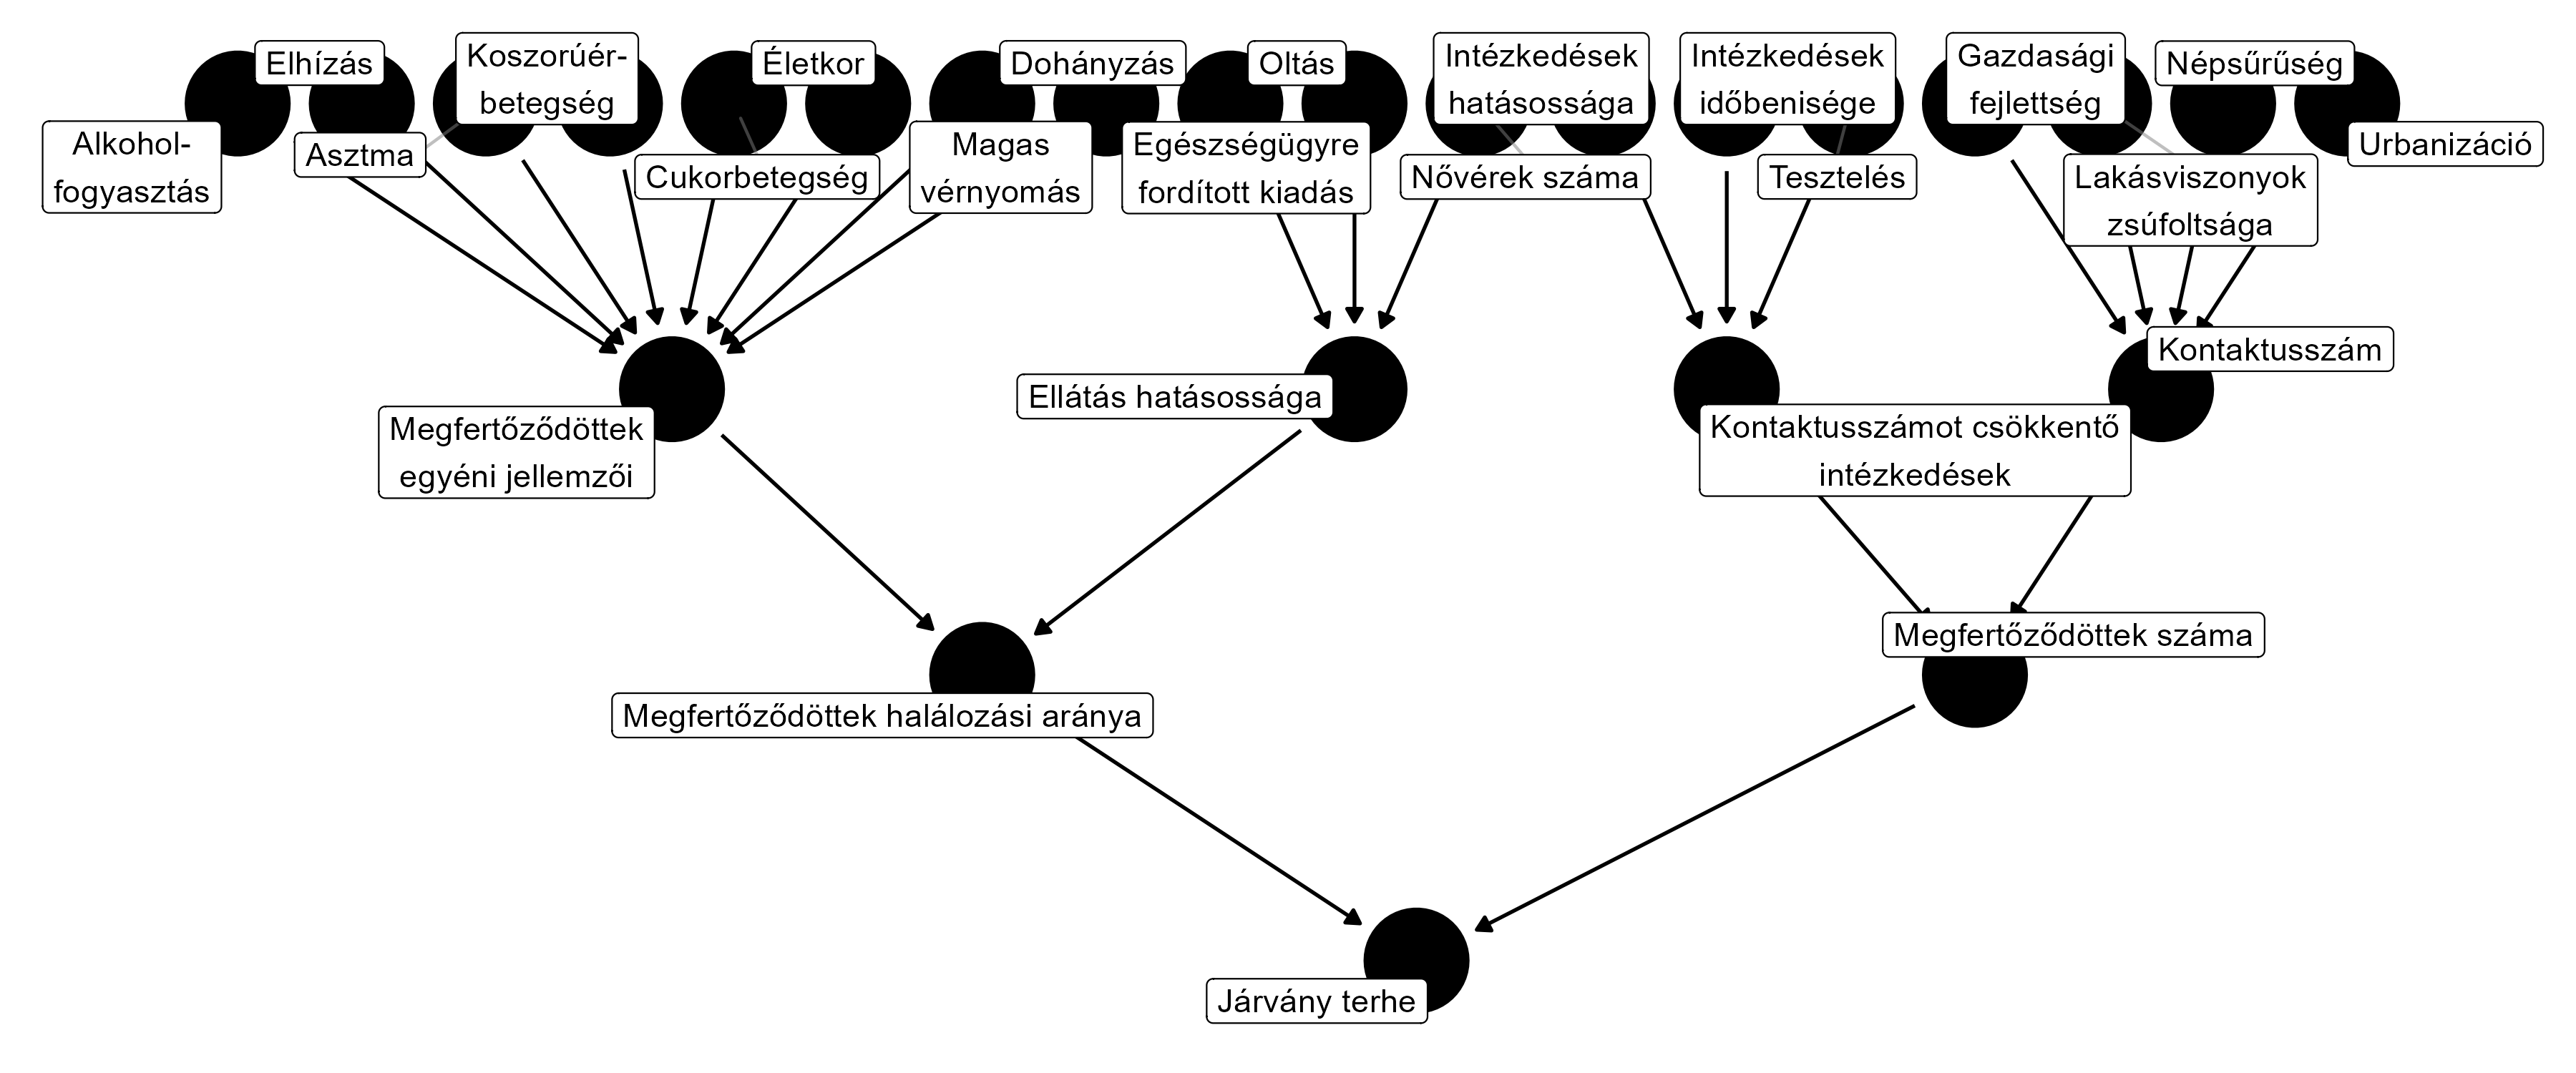 Elhízás
Koszorúér-
betegség
Életkor
Dohányzás
Oltás
Intézkedések
hatásossága
Intézkedések
időbenisége
Gazdasági
fejlettség
Népsűrűség
Alkohol-
fogyasztás
Asztma
Cukorbetegség
Magas
vérnyomás
Egészségügyre
fordított kiadás
Nővérek száma
Tesztelés
Lakásviszonyok
zsúfoltsága
Urbanizáció
Megfertőződöttek
egyéni jellemzői
Ellátás hatásossága
Kontaktusszámot csökkentő
intézkedések
Kontaktusszám
Megfertőződöttek halálozási aránya
Megfertőződöttek száma
Járvány terhe